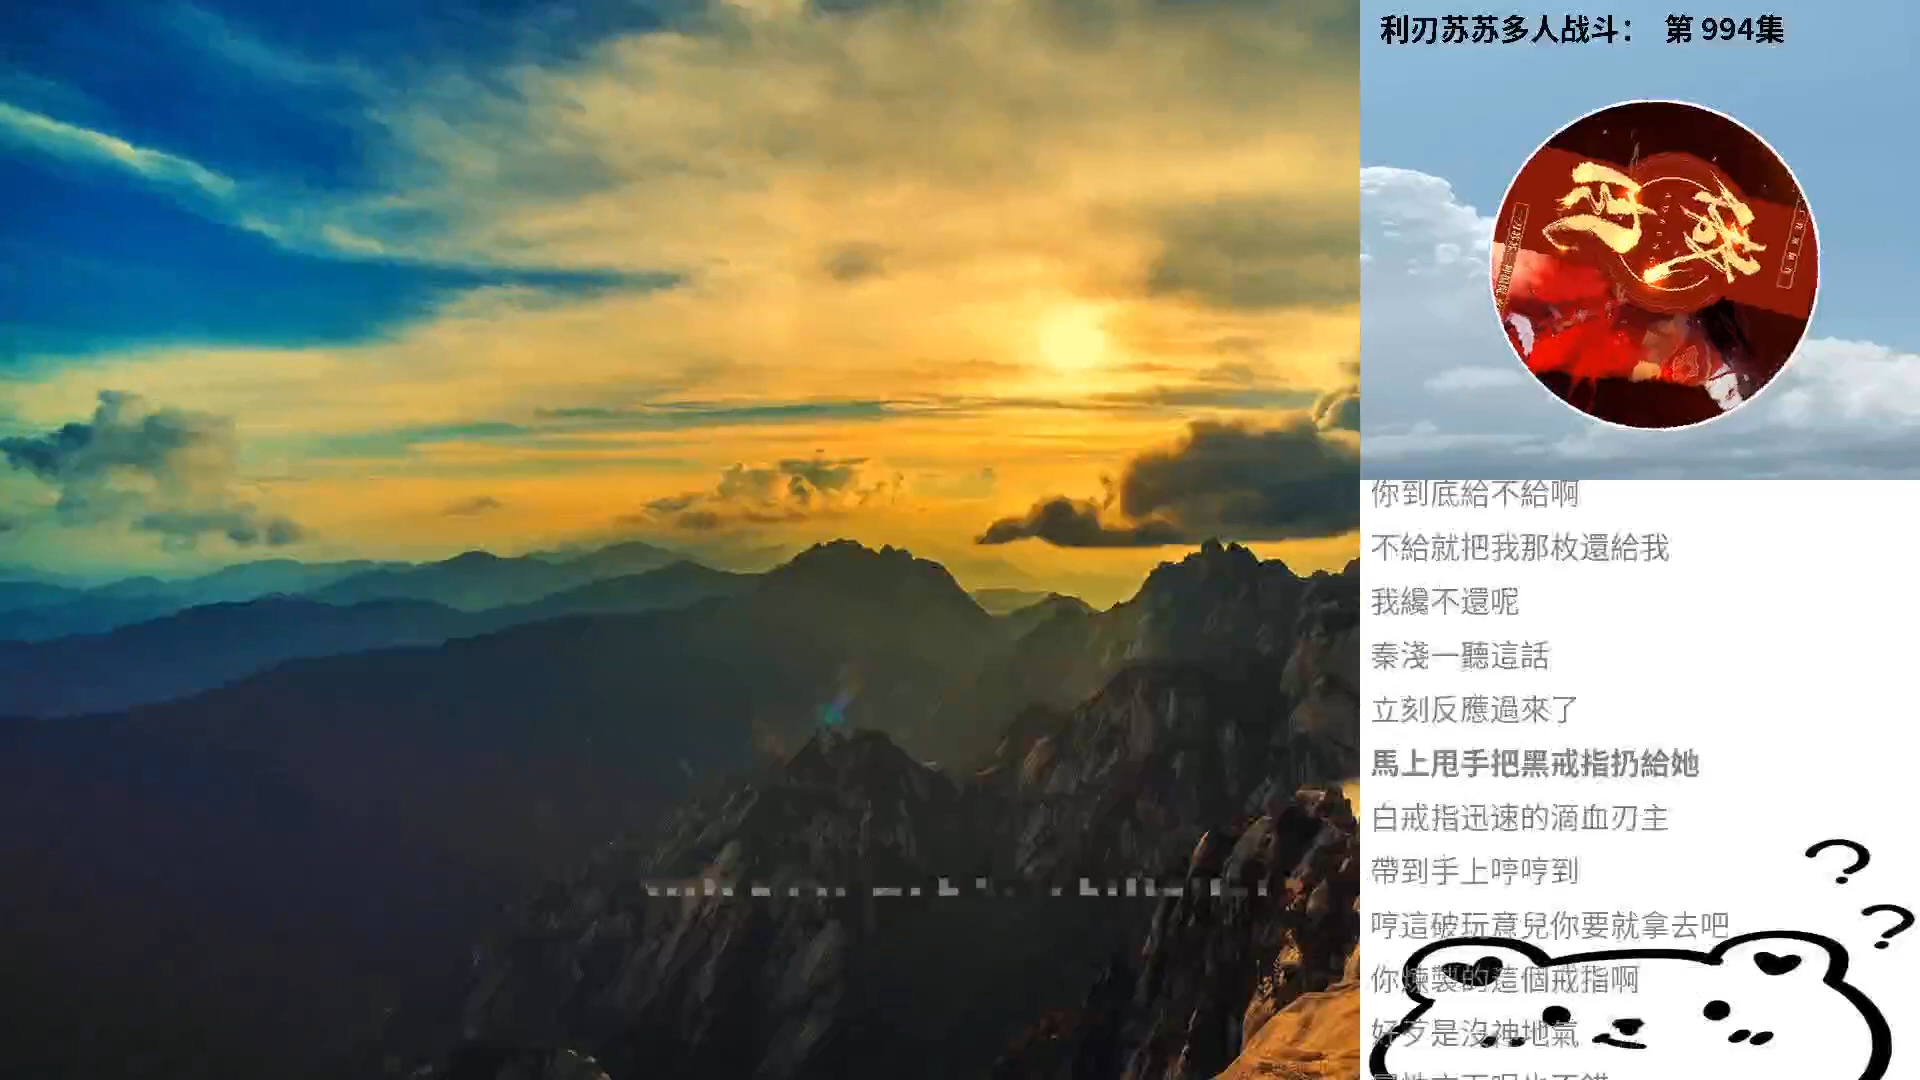 利刃苏苏多人战斗： 第 994集
你到底給不給啊
不給就把我那枚還給我
我纔不還呢
秦淺一聽這話
立刻反應過來了
馬上甩手把黑戒指扔給她
白戒指迅速的滴血刃主
帶到手上哼哼到
哼這破玩意兒你要就拿去吧
你煉製的這個戒指啊
好歹是沒神地氣